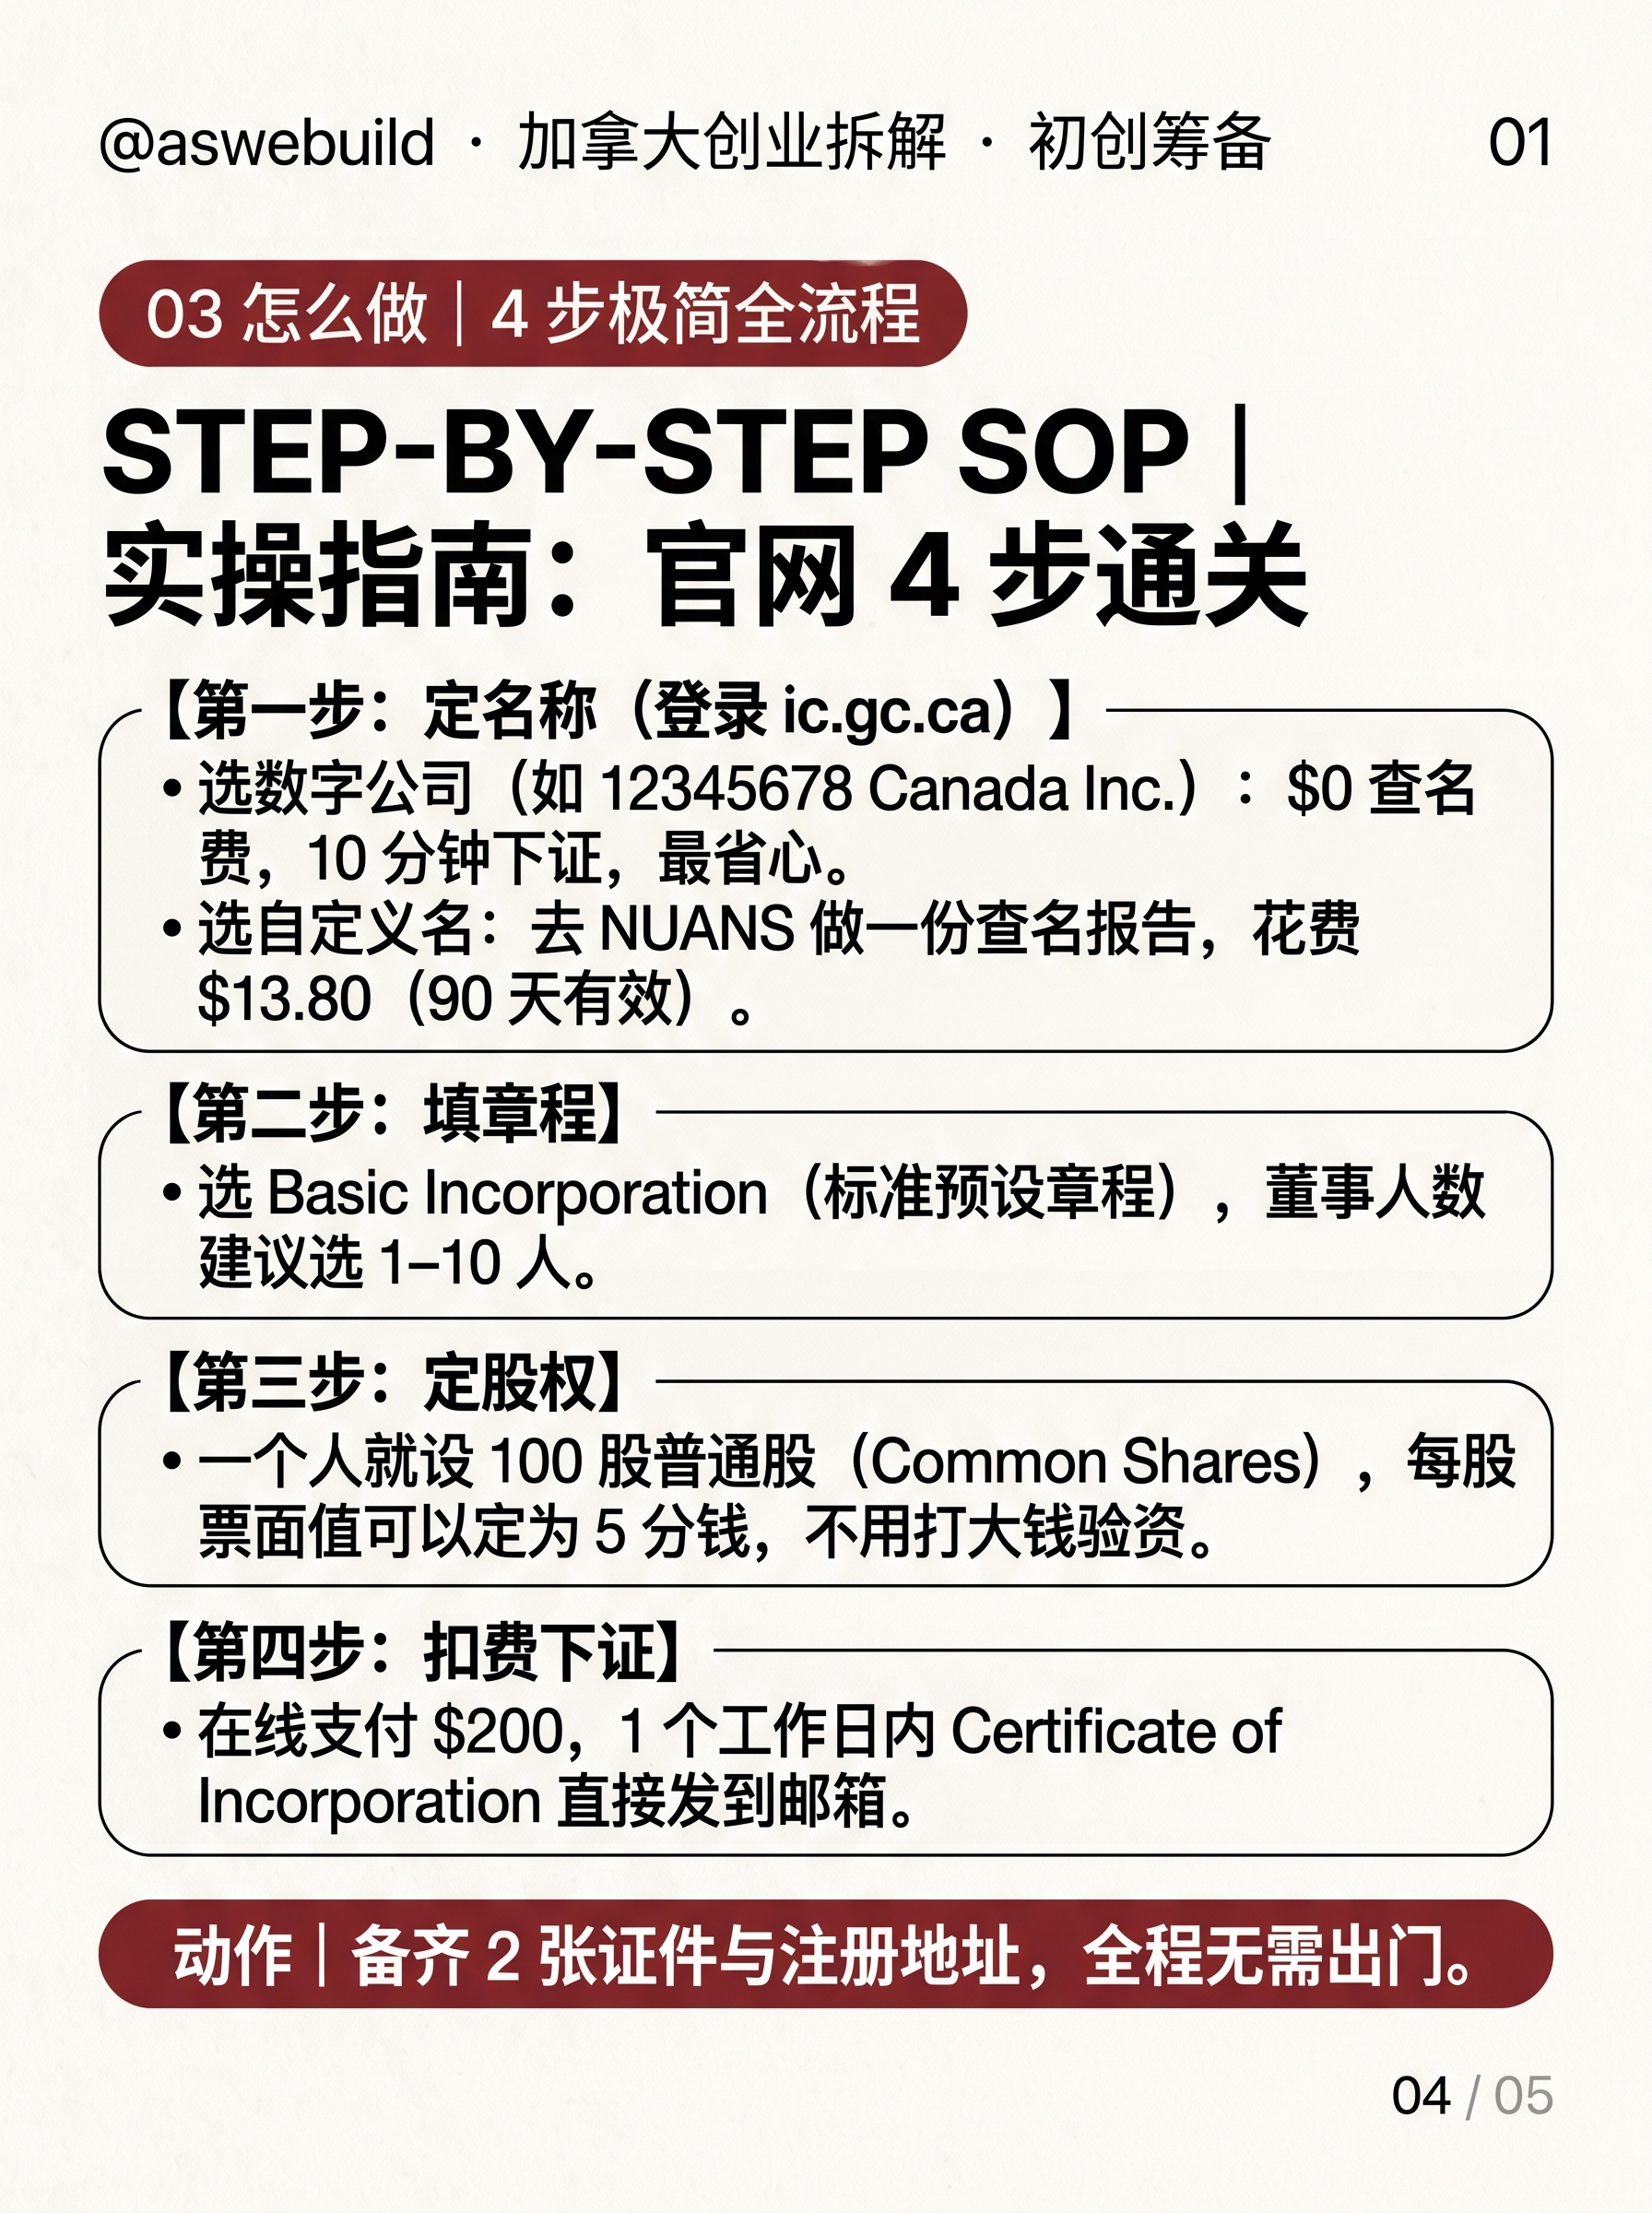 @aswebuild · 加拿大创业拆解 · 初创筹备 01
03 怎么做｜4 步极简全流程
STEP-BY-STEP SOP｜
实操指南：官网 4 步通关
【第一步：定名称（登录 ic.gc.ca）】
• 选数字公司（如 12345678 Canada Inc.）：$0 查名
费，10 分钟下证，最省心。
• 选自定义名：去 NUANS 做一份查名报告，花费
$13.80（90 天有效）。
【第二步：填章程】
• 选 Basic Incorporation（标准预设章程），董事人数
建议选 1–10 人。
【第三步：定股权】
• 一个人就设 100 股普通股（Common Shares），每股
票面值可以定为 5 分钱，不用打大钱验资。
【第四步：扣费下证】
• 在线支付 $200，1 个工作日内 Certificate of
Incorporation 直接发到邮箱。
动作｜备齐 2 张证件与注册地址，全程无需出门。
04 / 05